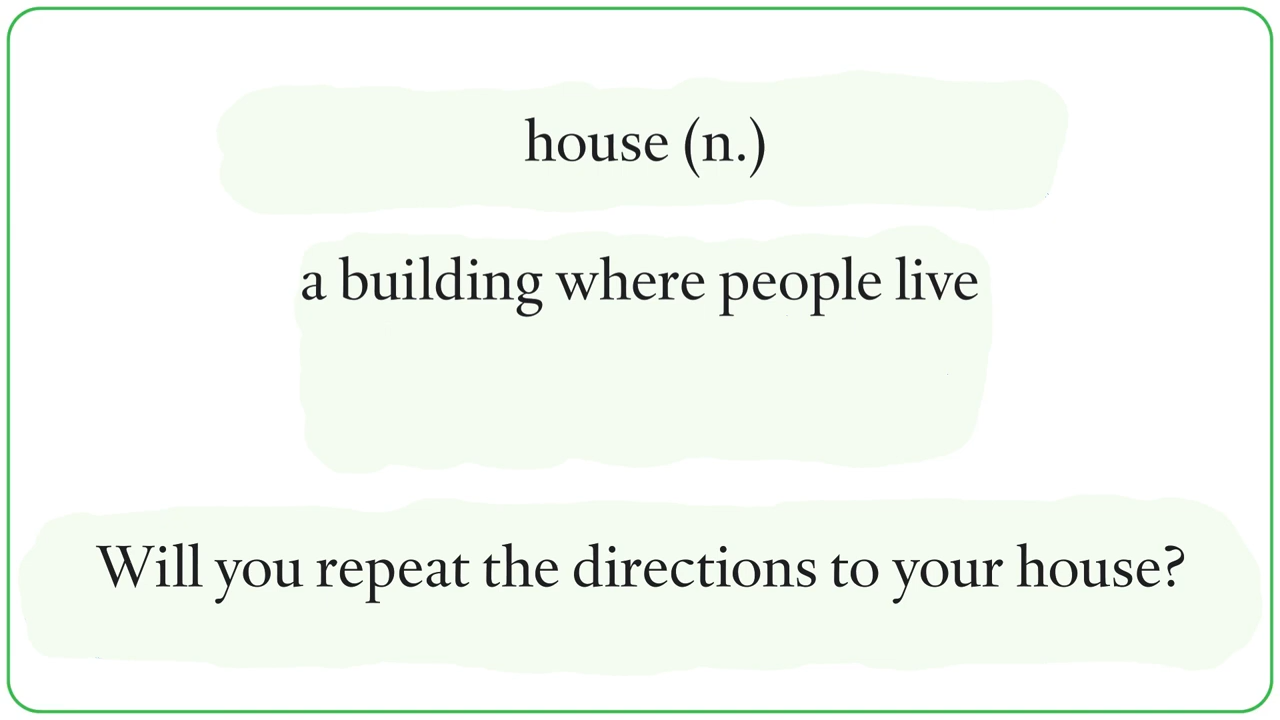 house (n.)
a building where people live
Will you repeat the directions to your house?